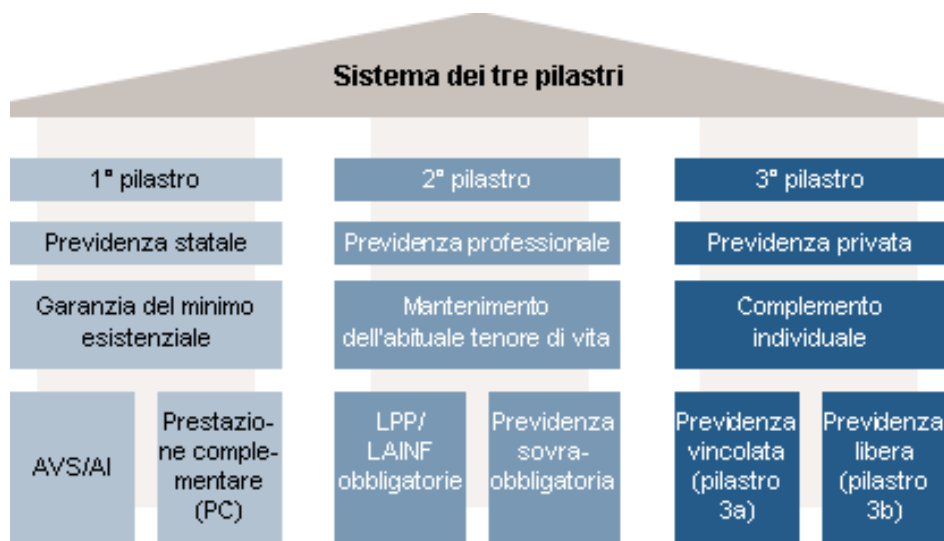 Sistema dei tre pilastri
1° pilastro
Previdenza statale
Garanzia del minimo
esistenziale
AVS/AI
Prestazio-
ne comple-
mentare
(PC)
2° pilastro
Previdenza professionale
Mantenimento
dell'abituale tenore di vita
LPP/
LAINF
obbligatorie
Previdenza
sovra-
obbligatoria
3° pilastro
Previdenza privata
Complemento
individuale
Previdenza
vincolata
(pilastro
3a)
Previdenza
libera
(pilastro
3b)